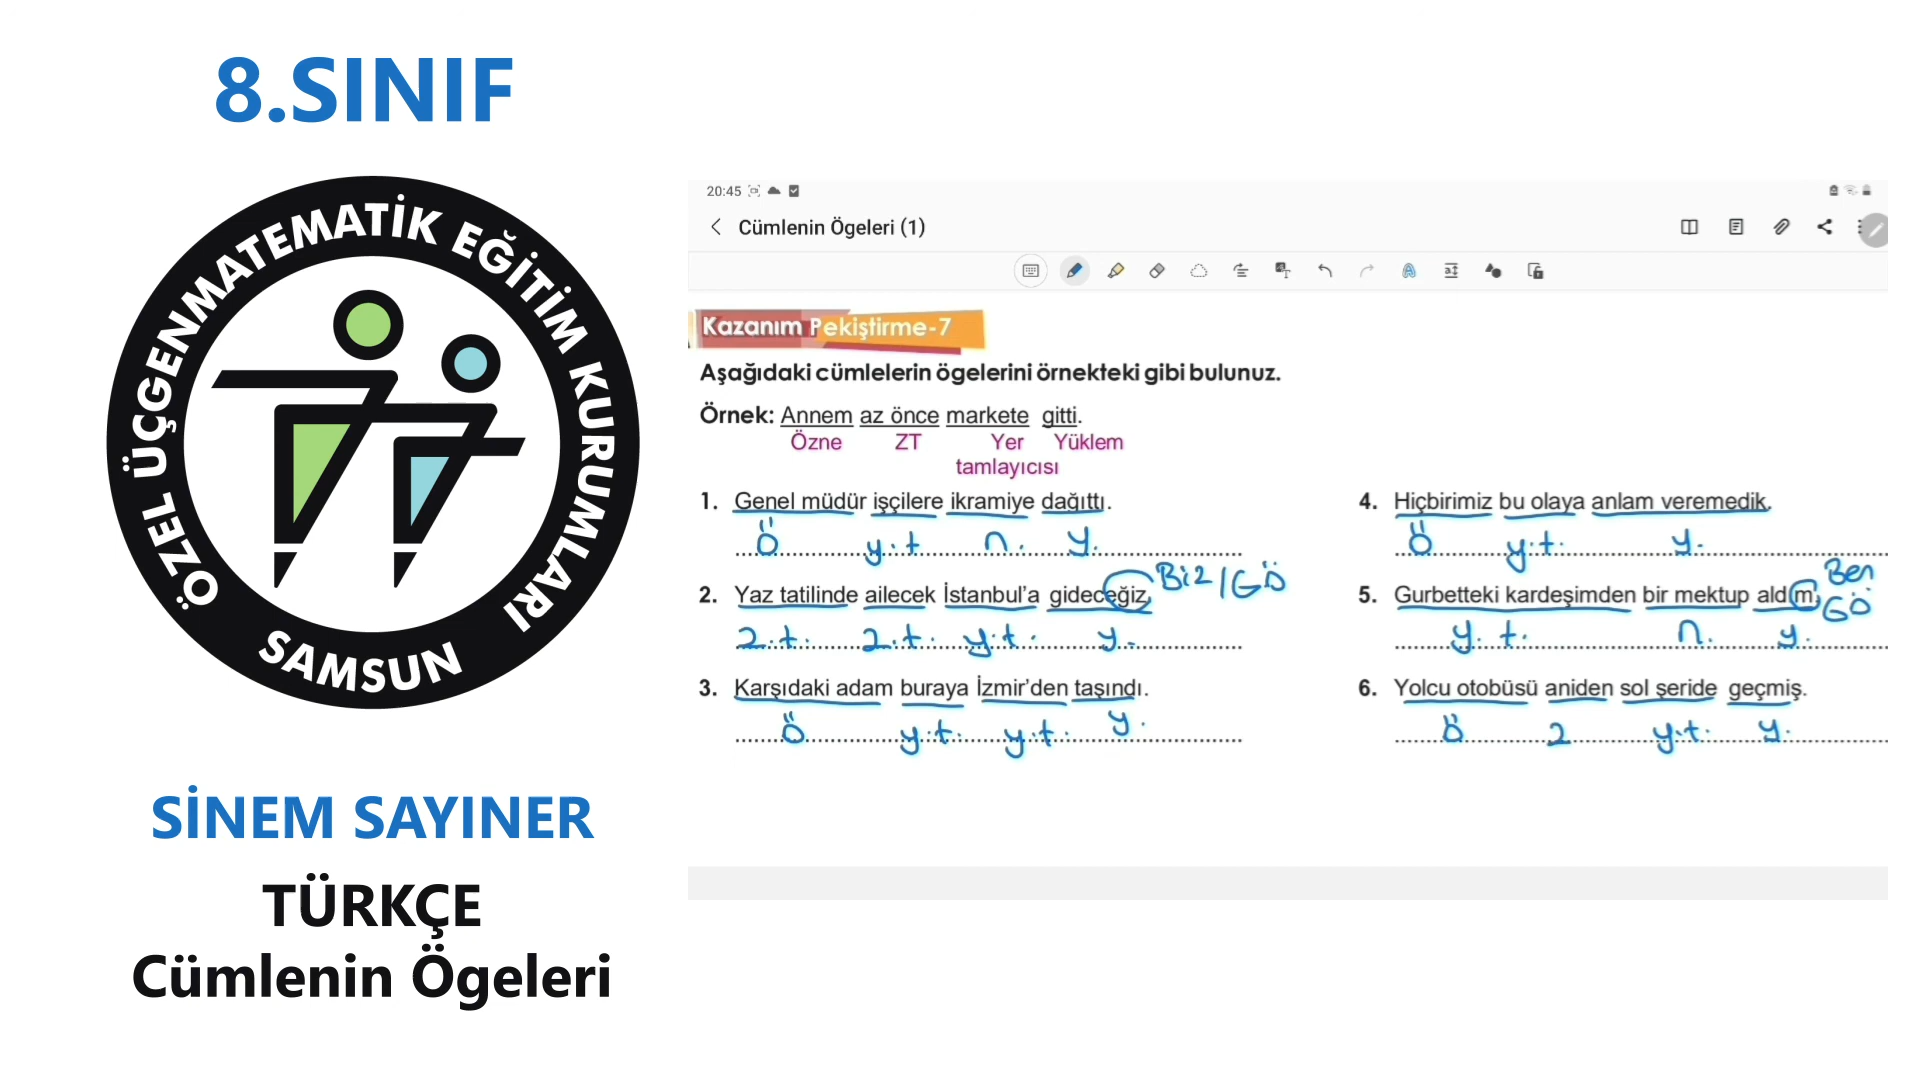 8.SINIF
ÖZEL ÜÇGENMATEMATİK EĞİTİM KURUMLARI
SAMSUN
SİNEM SAYINER
TÜRKÇE
Cümlenin Ögeleri
20:45
Cümlenin Ögeleri (1)
Kazanım Pekiştirme-7
Aşağıdaki cümlelerin ögelerini örnekteki gibi bulunuz.
Örnek: Annem az önce markete gitti.
Özne ZT Yer Yüklem
tamlayıcısı
1. Genel müdür işçilere ikramiye dağıttı.
Ö y.t n. y.
2. Yaz tatilinde ailecek İstanbul'a gideceğiz. Biz/GÖ
z.t. z.t. y.t. y.
3. Karşıdaki adam buraya İzmir'den taşındı.
Ö y.t. y.t. y.
4. Hiçbirimiz bu olaya anlam veremedik.
Ö y.t. y.
5. Gurbetteki kardeşimden bir mektup aldım. Ben
GÖ
y.t. n. y.
6. Yolcu otobüsü aniden sol şeride geçmiş.
Ö z y.t. y.